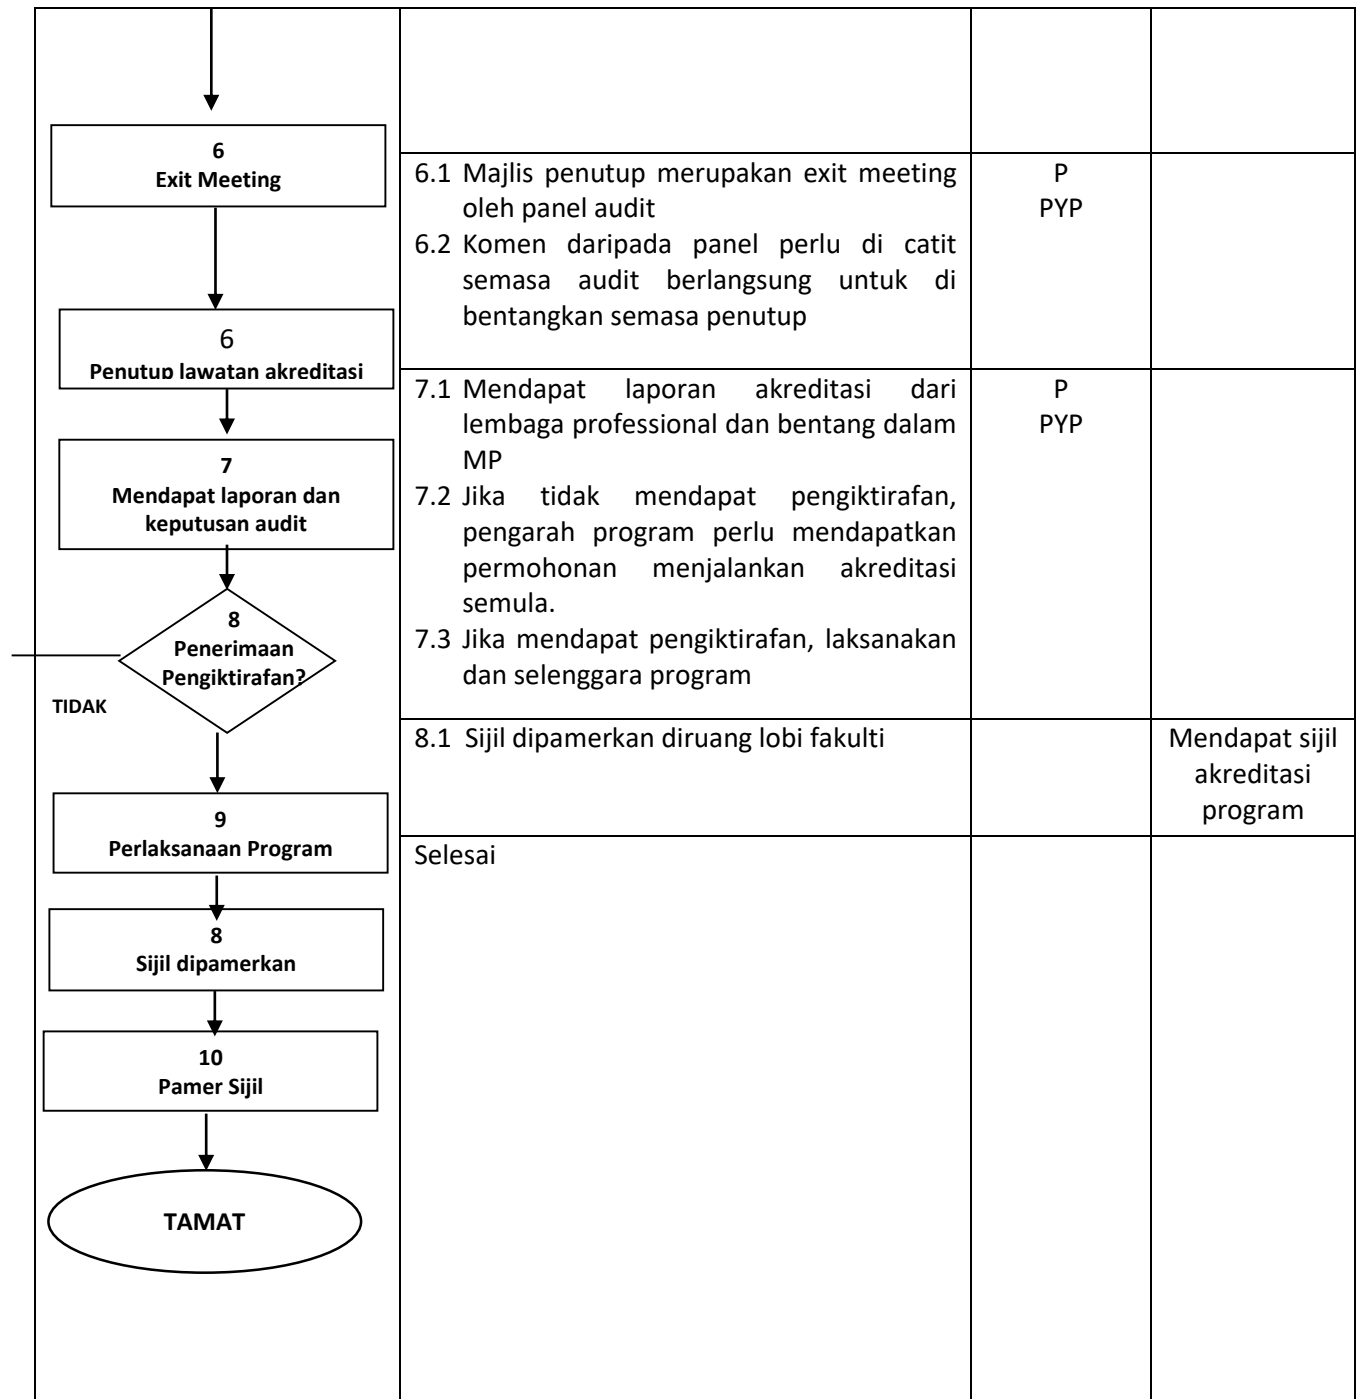 6
Exit Meeting
6
Penutup lawatan akreditasi
7
Mendapat laporan dan
keputusan audit
8
Penerimaan
Pengiktirafan?
TIDAK
9
Perlaksanaan Program
8
Sijil dipamerkan
10
Pamer Sijil
TAMAT
6.1 Majlis penutup merupakan exit meeting
oleh panel audit
6.2 Komen daripada panel perlu di catit
semasa audit berlangsung untuk di
bentangkan semasa penutup
P
PYP
7.1 Mendapat laporan akreditasi dari
lembaga professional dan bentang dalam
MP
7.2 Jika tidak mendapat pengiktirafan,
pengarah program perlu mendapatkan
permohonan menjalankan akreditasi
semula.
7.3 Jika mendapat pengiktirafan, laksanakan
dan selenggara program
P
PYP
8.1 Sijil dipamerkan diruang lobi fakulti
Mendapat sijil
akreditasi
program
Selesai